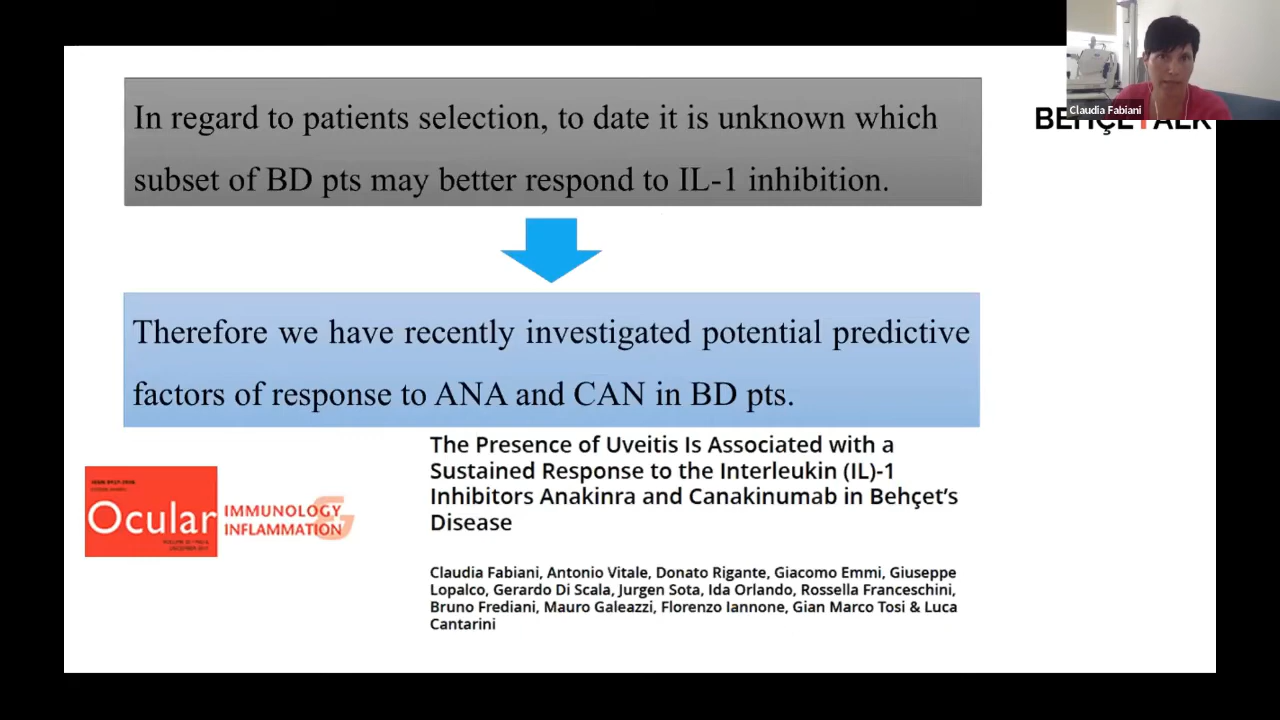 In regard to patients selection, to date it is unknown which
subset of BD pts may better respond to IL-1 inhibition.
Claudia Fabiani
BEHÇETALK
Therefore we have recently investigated potential predictive
factors of response to ANA and CAN in BD pts.
The Presence of Uveitis Is Associated with a
Sustained Response to the Interleukin (IL)-1
Inhibitors Anakinra and Canakinumab in Behçet's
Disease
Ocular
IMMUNOLOGY
&
INFLAMMATION
Claudia Fabiani, Antonio Vitale, Donato Rigante, Giacomo Emmi, Giuseppe
Lopalco, Gerardo Di Scala, Jurgen Sota, Ida Orlando, Rossella Franceschini,
Bruno Frediani, Mauro Galeazzi, Florenzo Iannone, Gian Marco Tosi & Luca
Cantarini